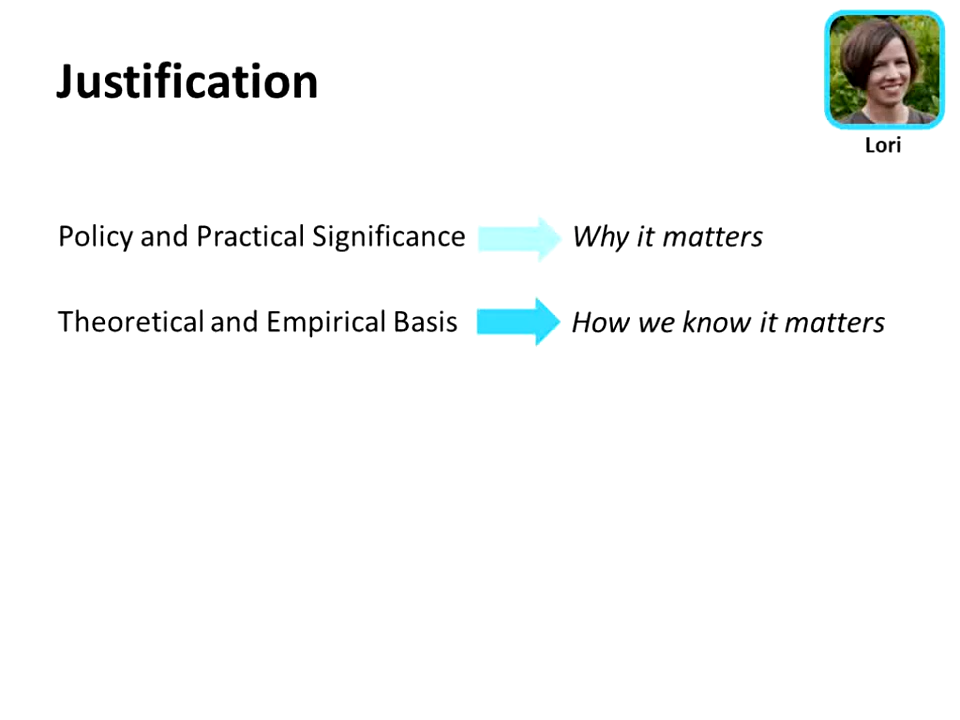 Justification
Lori
Policy and Practical Significance Why it matters
Theoretical and Empirical Basis How we know it matters